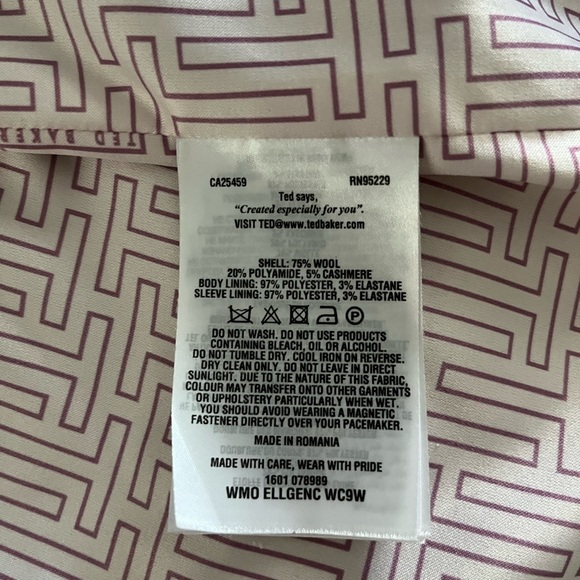 TED BAKER
CA25459 RN95229
Ted says,
"Created especially for you".
VISIT TED@www.tedbaker.com
SHELL: 75% WOOL
20% POLYAMIDE, 5% CASHMERE
BODY LINING: 97% POLYESTER, 3% ELASTANE
SLEEVE LINING: 97% POLYESTER, 3% ELASTANE
P
DO NOT WASH. DO NOT USE PRODUCTS
CONTAINING BLEACH, OIL OR ALCOHOL.
DO NOT TUMBLE DRY. COOL IRON ON REVERSE.
DRY CLEAN ONLY. DO NOT LEAVE IN DIRECT
SUNLIGHT. DUE TO THE NATURE OF THIS FABRIC,
COLOUR MAY TRANSFER ONTO OTHER GARMENTS
OR UPHOLSTERY PARTICULARLY WHEN WET.
YOU SHOULD AVOID WEARING A MAGNETIC
FASTENER DIRECTLY OVER YOUR PACEMAKER.
MADE IN ROMANIA
MADE WITH CARE, WEAR WITH PRIDE
1601 078989
WMO ELLGENC WC9W